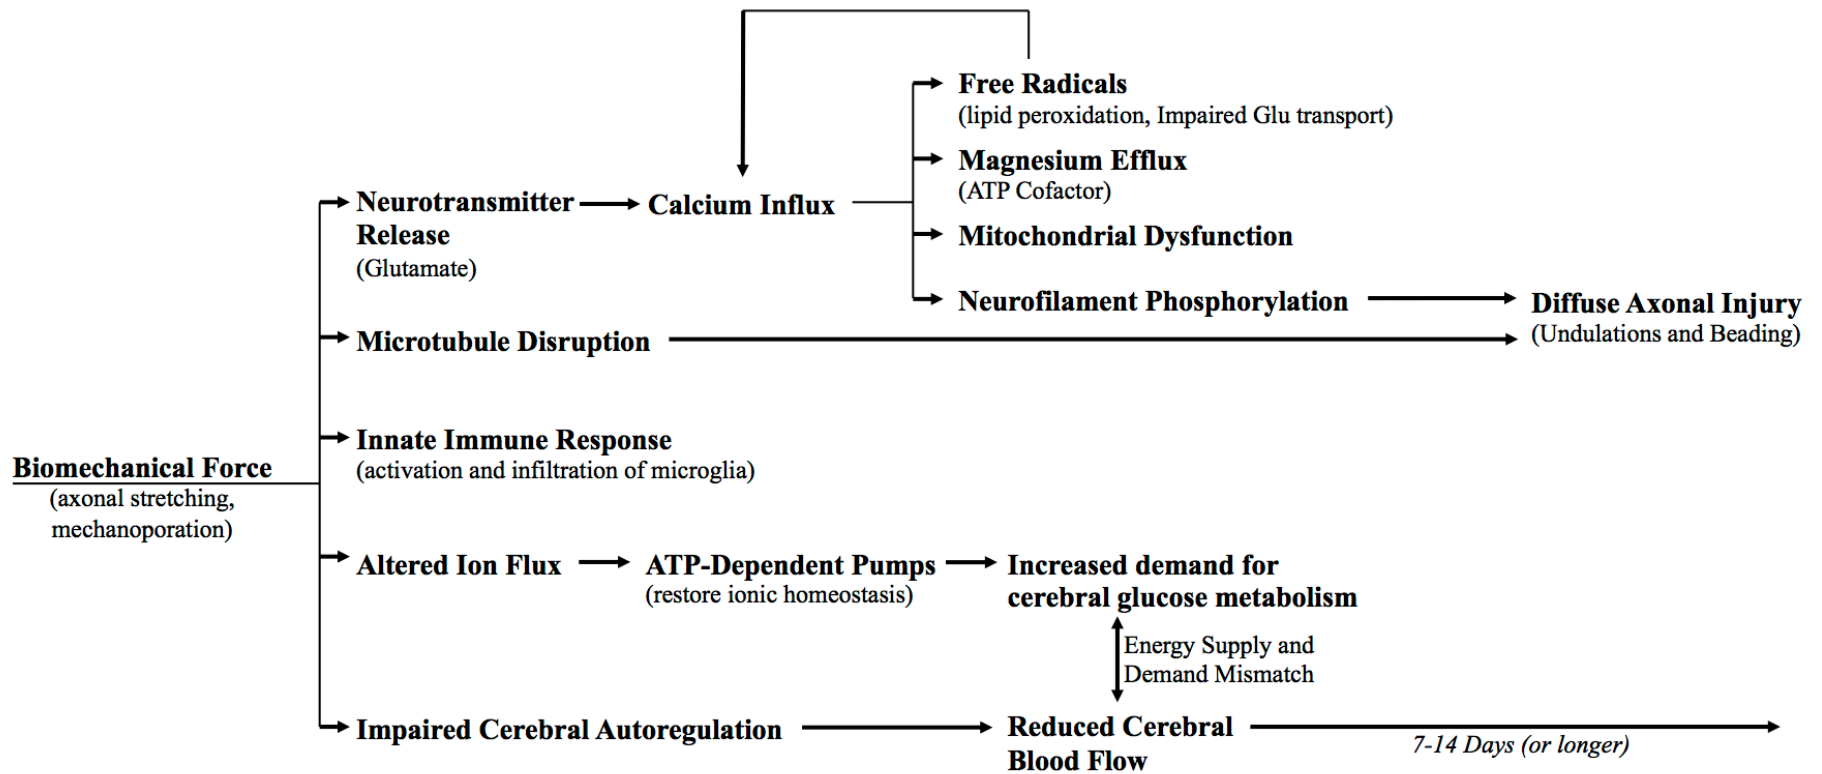 Free Radicals
(lipid peroxidation, Impaired Glu transport)
Magnesium Efflux
(ATP Cofactor)
Neurotransmitter
Release
(Glutamate)
Calcium Influx
Mitochondrial Dysfunction
Neurofilament Phosphorylation
Diffuse Axonal Injury
(Undulations and Beading)
Microtubule Disruption
Innate Immune Response
(activation and infiltration of microglia)
Biomechanical Force
(axonal stretching,
mechanoporation)
Altered Ion Flux
ATP-Dependent Pumps
(restore ionic homeostasis)
Increased demand for
cerebral glucose metabolism
Energy Supply and
Demand Mismatch
Impaired Cerebral Autoregulation
Reduced Cerebral
Blood Flow
7-14 Days (or longer)